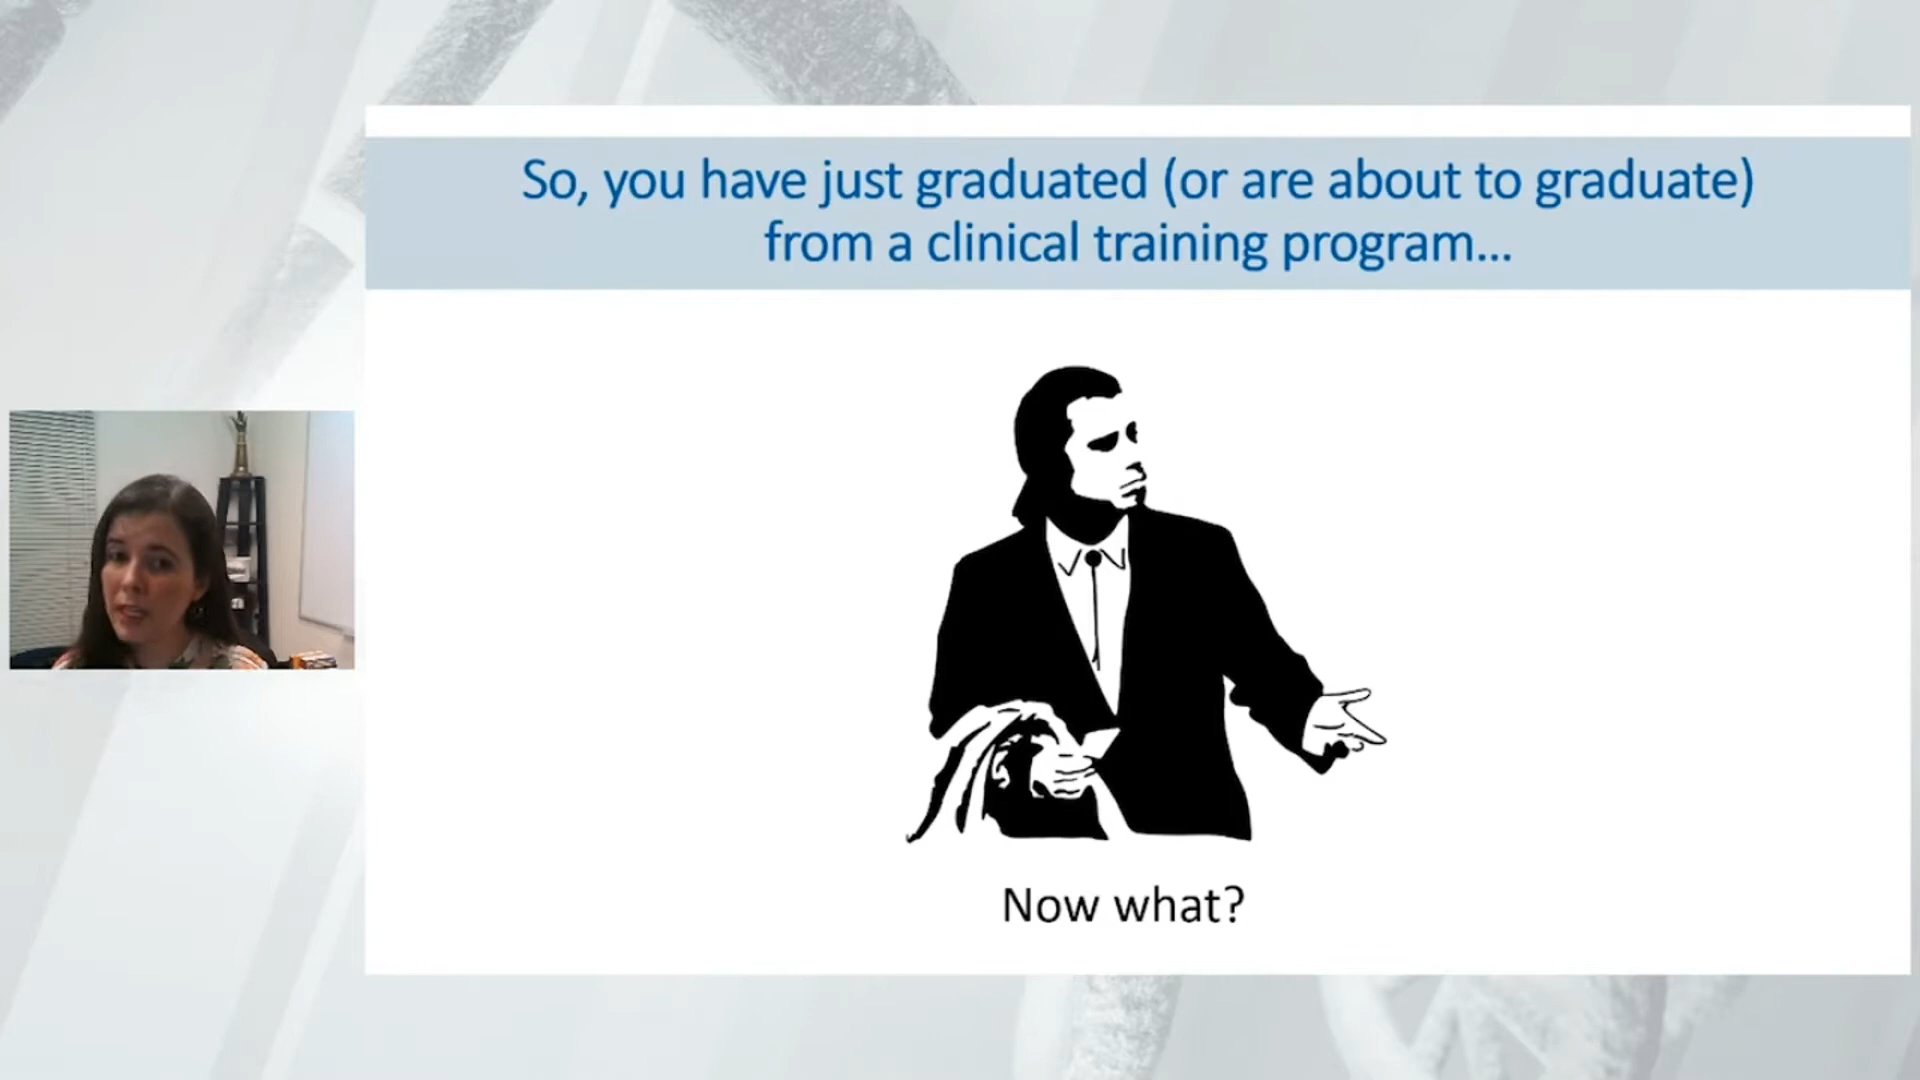 So, you have just graduated (or are about to graduate)
from a clinical training program...
Now what?